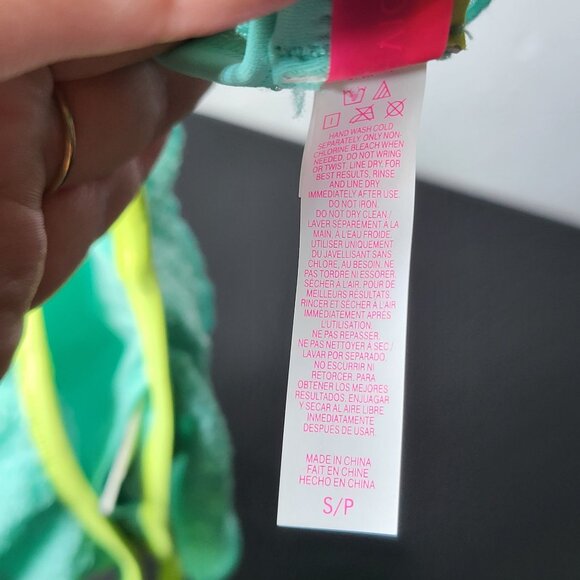 HAND WASH COLD
SEPARATELY ONLY NON-
CHLORINE BLEACH WHEN
NEEDED. DO NOT WRING
OR TWIST. LINE DRY. FOR
BEST RESULTS, RINSE
AND LINE DRY
IMMEDIATELY AFTER USE.
DO NOT IRON.
DO NOT DRY CLEAN /
LAVER SEPARÉMENT A LA
MAIN, A L'EAU FROIDE.
UTILISER UNIQUEMENT
DU JAVELLISANT SANS
CHLORE, AU BESOIN. NE
PAS TORDRE NI ESSORER.
SÉCHER À L'AIR. POUR DE
MEILLEURS RESULTATS,
RINCER ET SÉCHER À L'AIR
IMMÉDIATEMENT APRÈS
L'UTILISATION.
NE PAS REPASSER.
NE PAS NETTOYER À SEC /
LAVAR POR SEPARADO.
NO ESCURRIR NI
RETORCER. PARA
OBTENER LOS MEJORES
RESULTADOS, ENJUAGAR
Y SECAR AL AIRE LIBRE
INMEDIATAMENTE
DESPUES DE USAR
MADE IN CHINA
FAIT EN CHINE
HECHO EN CHINA
S/P